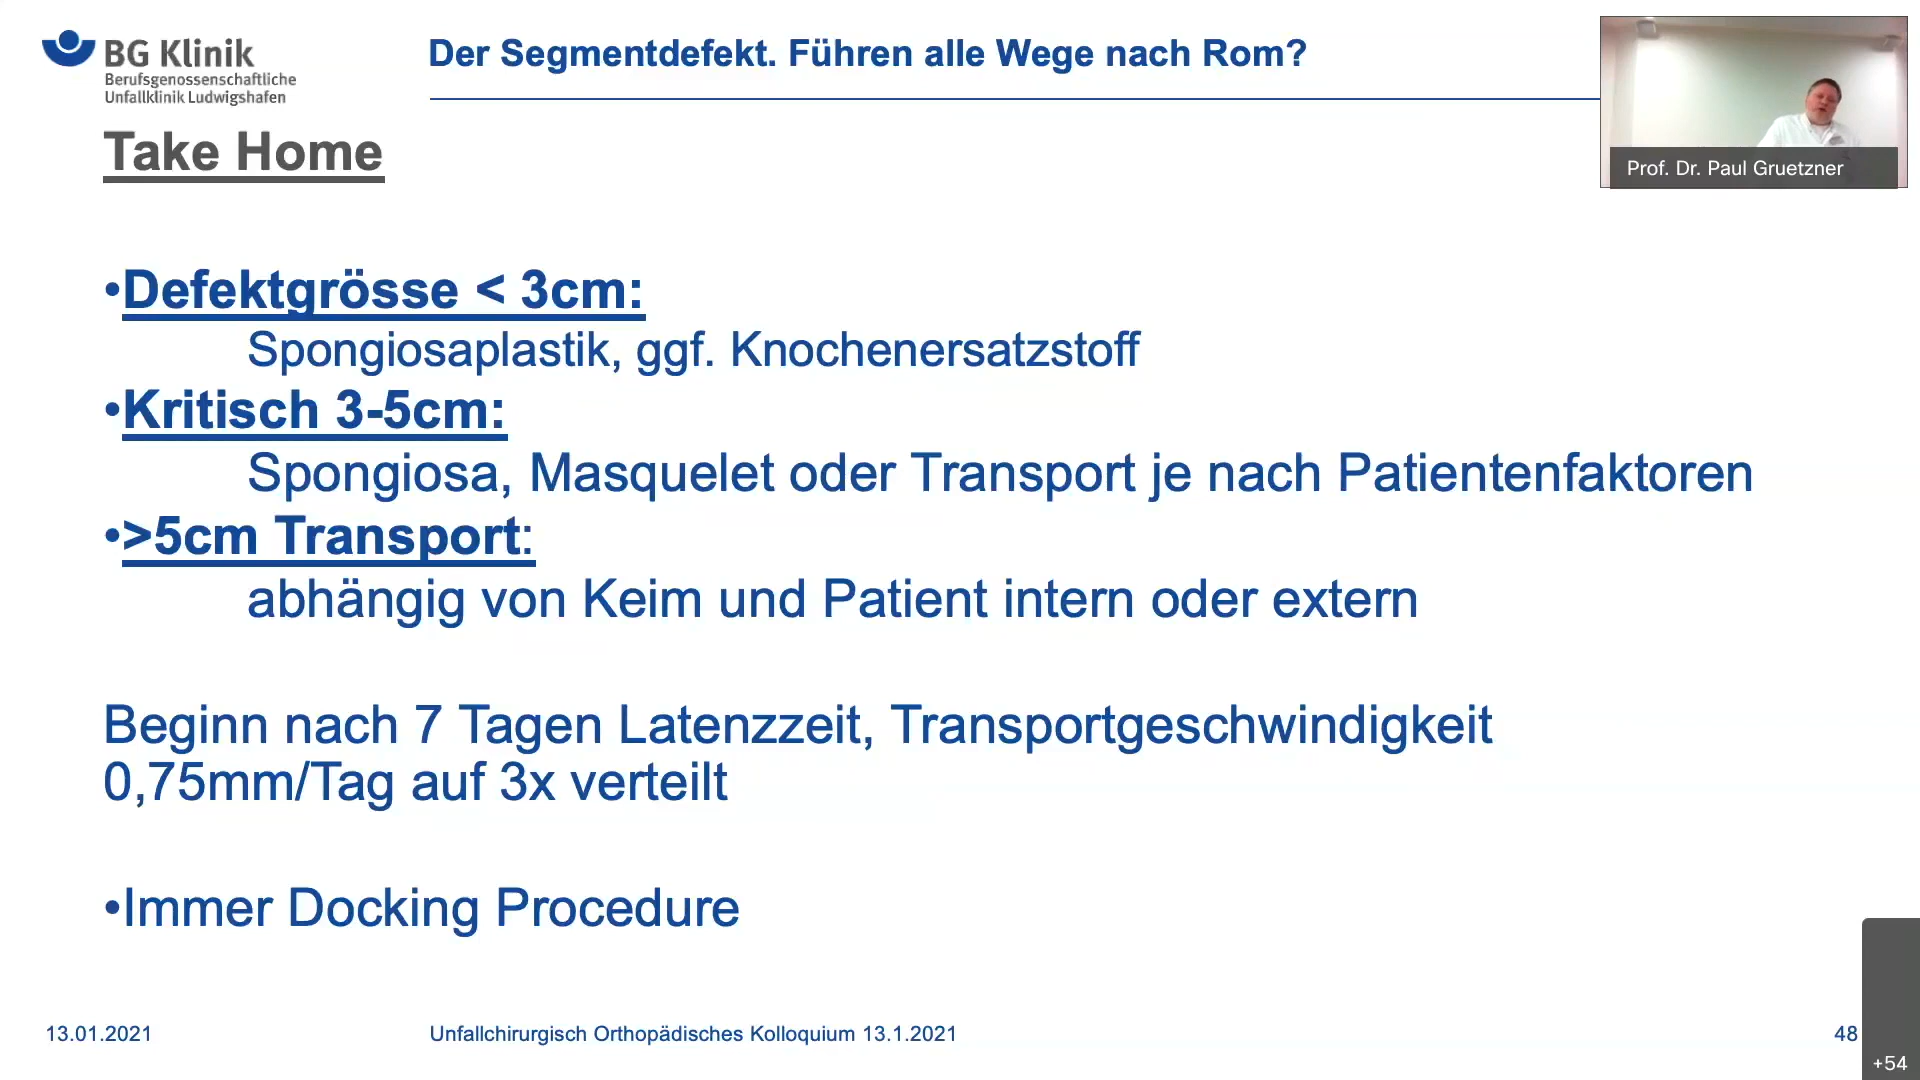 BG Klinik
Berufsgenossenschaftliche
Unfallklinik Ludwigshafen
Der Segmentdefekt. Führen alle Wege nach Rom?
Prof. Dr. Paul Gruetzner
Take Home
•Defektgrösse < 3cm:
Spongiosaplastik, ggf. Knochenersatzstoff
•Kritisch 3-5cm:
Spongiosa, Masquelet oder Transport je nach Patientenfaktoren
•>5cm Transport:
abhängig von Keim und Patient intern oder extern
Beginn nach 7 Tagen Latenzzeit, Transportgeschwindigkeit
0,75mm/Tag auf 3x verteilt
•Immer Docking Procedure
13.01.2021
Unfallchirurgisch Orthopädisches Kolloquium 13.1.2021
48
+54